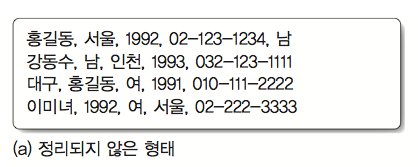 홍길동, 서울, 1992, 02-123-1234, 남
강동수, 남, 인천, 1993, 032-123-1111
대구, 홍길동, 여, 1991, 010-111-2222
이미녀, 1992, 여, 서울, 02-222-3333
(a) 정리되지 않은 형태